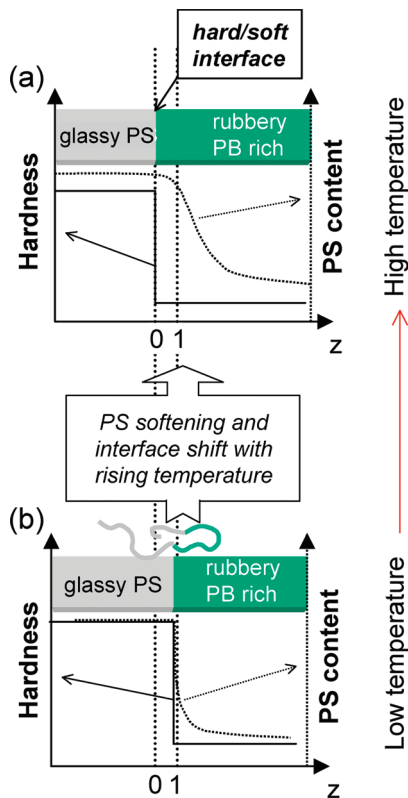 hard/soft
interface
(a)
glassy PS
rubbery
PB rich
Hardness
PS content
High temperature
0 1
z
PS softening and
interface shift with
rising temperature
(b)
glassy PS
rubbery
PB rich
Hardness
PS content
Low temperature
0 1
z